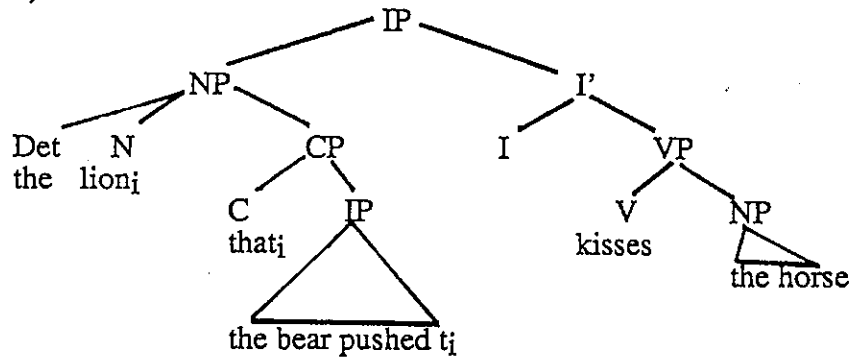 )
IP
NP I'
Det N CP I VP
the lioni
C IP V NP
thati kisses
the horse
the bear pushed ti